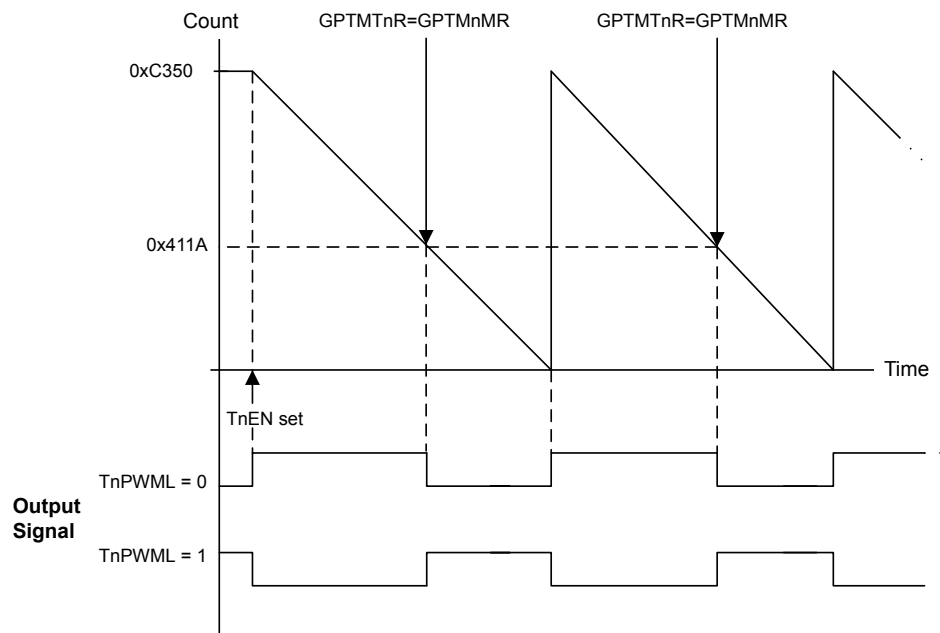 Count
GPTMTnR=GPTMnMR
GPTMTnR=GPTMnMR
0xC350
0x411A
Time
TnEN set
TnPWML = 0
Output
Signal
TnPWML = 1